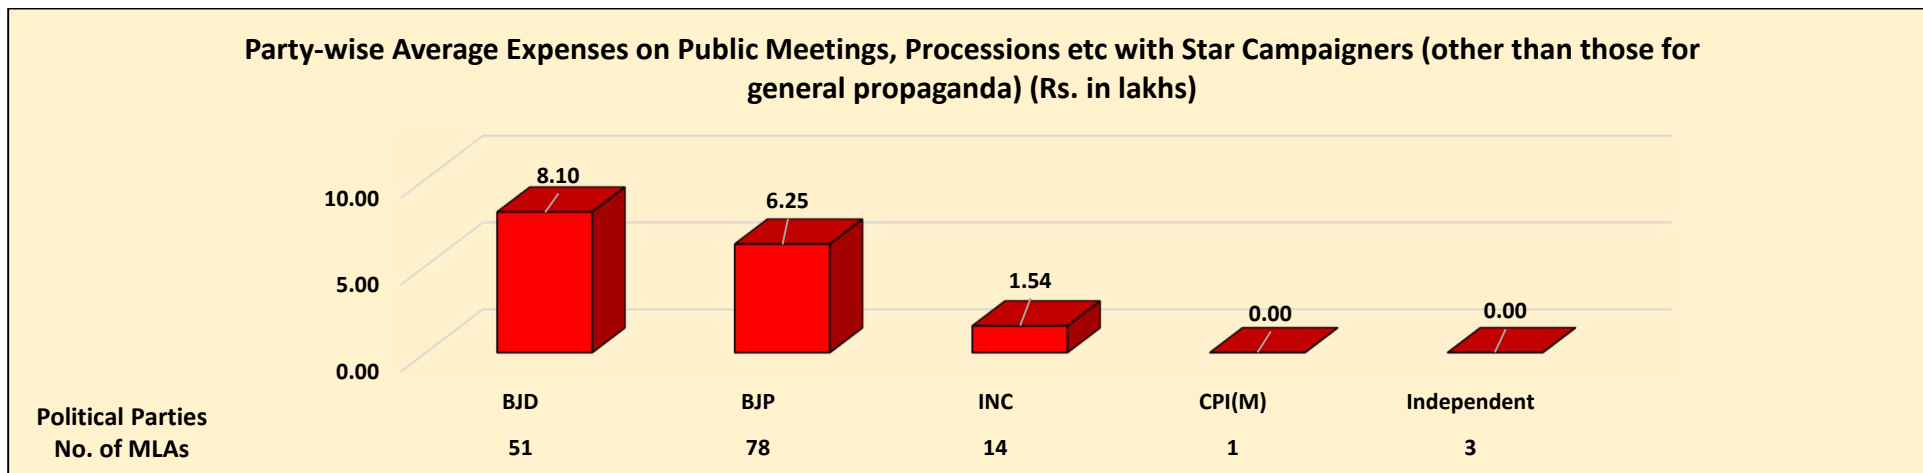 Party-wise Average Expenses on Public Meetings, Processions etc with Star Campaigners (other than those for
general propaganda) (Rs. in lakhs)
8.10
6.25
1.54
0.00
0.00
10.00
5.00
0.00
Political Parties
BJD
BJP
INC
CPI(M)
Independent
No. of MLAs
51
78
14
1
3